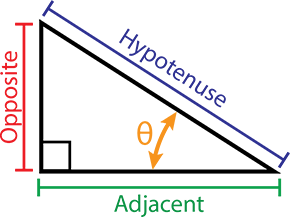 Hypotenuse
Opposite
θ
Adjacent